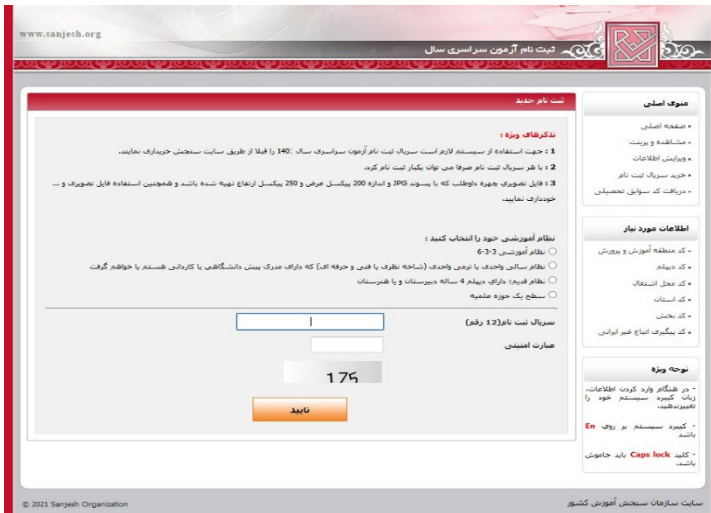 www.sanjesh.org
ثبت نام آزمون سراسری سال
منوی اصلی
• صفحه اصلی
• مشاهده و پرینت
• ویرایش اطلاعات
• خرید سریال ثبت نام
• دریافت کد سوابق تحصیلی
اطلاعات مورد نیاز
• کد منطقه آموزش و پرورش
• کد دیپلم
• کد محل اشتغال
• کد استان
• کد بخش
• کد پیگیری اتباع غیر ایرانی
توجه ویژه
- در هنگام وارد کردن اطلاعات،
زبان کیبرد سیستم خود را
تغییرندهید.
- کیبرد سیستم بر روی En
باشد
- کلید Caps lock باید خاموش
باشد.
ثبت نام جدید
تذکرهای ویژه :
1 : جهت استفاده از سیستم لازم است سریال ثبت نام آزمون سراسری سال 140 را قبلا از طریق سایت سنجش خریداری نمایند.
2 : با هر سریال ثبت نام صرفا می توان یکبار ثبت نام کرد.
3 : فایل تصویری چهره داوطلب که با پسوند JPG و اندازه 200 پیکسل عرض و 250 پیکسل ارتفاع تهیه شده باشد و همچنین استفاده فایل تصویری و ...
خودداری نمایید.
نظام آموزشی خود را انتخاب کنید :
نظام آموزشی 3-3-6
نظام سالی واحدی یا ترمی واحدی (شاخه نظری یا فنی و حرفه ای) که دارای مدرک پیش دانشگاهی یا کاردانی هستم یا خواهم گرفت
نظام قدیم: دارای دیپلم 4 ساله دبیرستان و یا هنرستان
سطح یک حوزه علمیه
سریال ثبت نام(12 رقم)
عبارت امنیتی
175
تایید
سایت سازمان سنجش آموزش کشور
© 2021 Sanjesh Organization